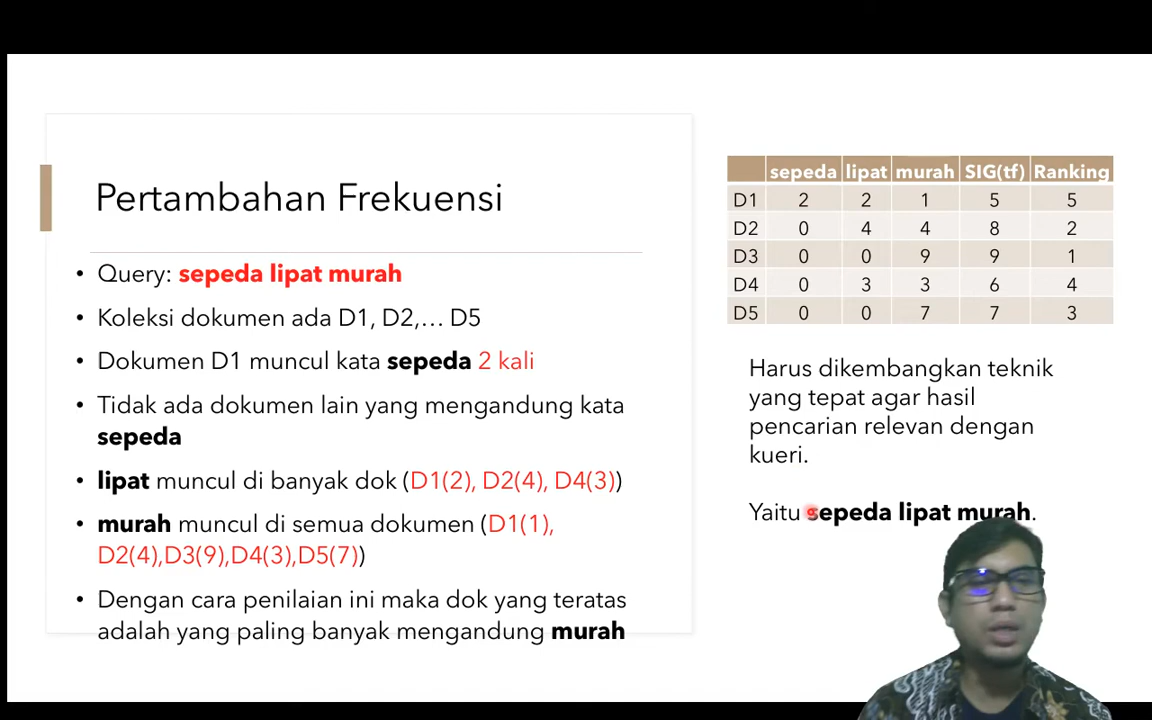 Pertambahan Frekuensi
• Query: sepeda lipat murah
• Koleksi dokumen ada D1, D2,... D5
• Dokumen D1 muncul kata sepeda 2 kali
• Tidak ada dokumen lain yang mengandung kata
sepeda
• lipat muncul di banyak dok (D1(2), D2(4), D4(3))
• murah muncul di semua dokumen (D1(1),
D2(4),D3(9),D4(3),D5(7))
• Dengan cara penilaian ini maka dok yang teratas
adalah yang paling banyak mengandung murah
sepeda lipat murah SIG(tf) Ranking
D1 2 2 1 5 5
D2 0 4 4 8 2
D3 0 0 9 9 1
D4 0 3 3 6 4
D5 0 0 7 7 3
Harus dikembangkan teknik
yang tepat agar hasil
pencarian relevan dengan
kueri.
Yaitu sepeda lipat murah.